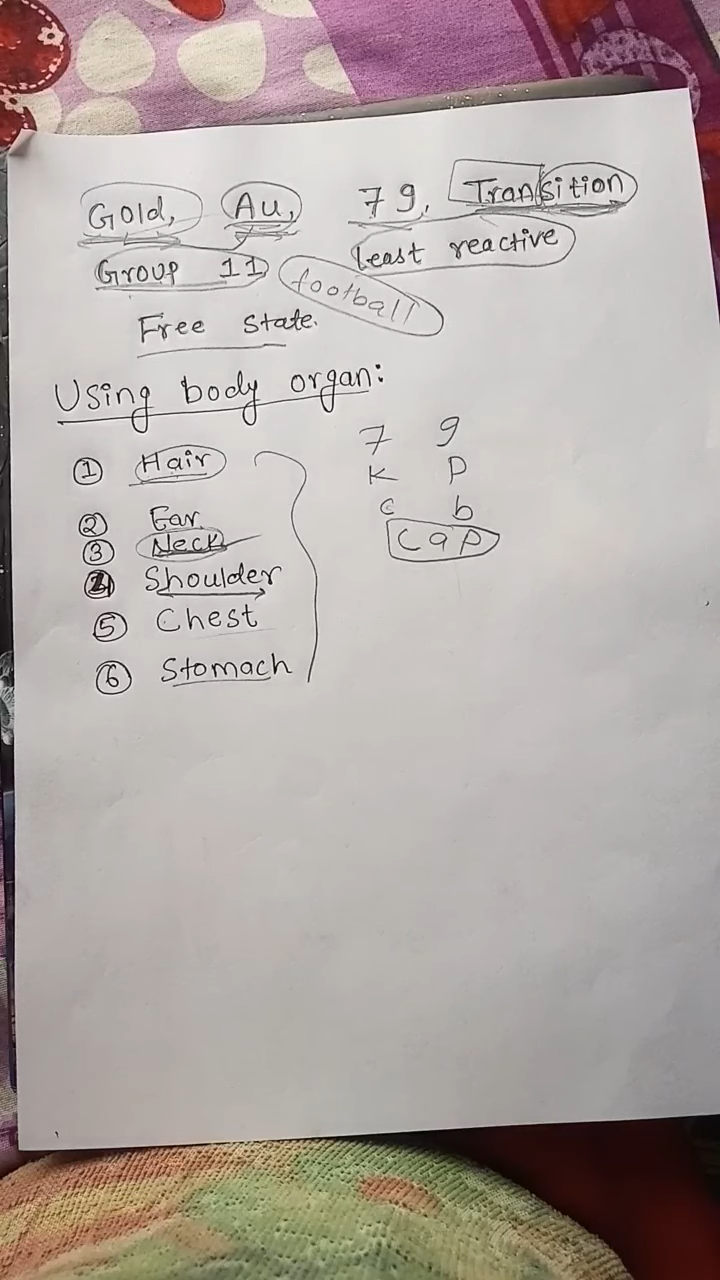 Gold, Au, 79, Transition
Group 11 least reactive
football
Free state.
Using body organ:
① Hair
② Ear
③ Neck
④ Shoulder
⑤ Chest
⑥ Stomach
7 9
K P
c b
Cap